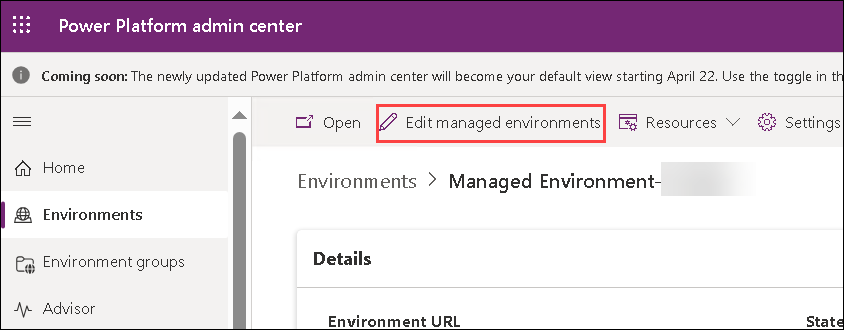 Power Platform admin center
Coming soon: The newly updated Power Platform admin center will become your default view starting April 22. Use the toggle in th
Open Edit managed environments Resources Settings
Home
Environments > Managed Environment-
Environments
Environment groups
Details
Advisor
Environment URL State